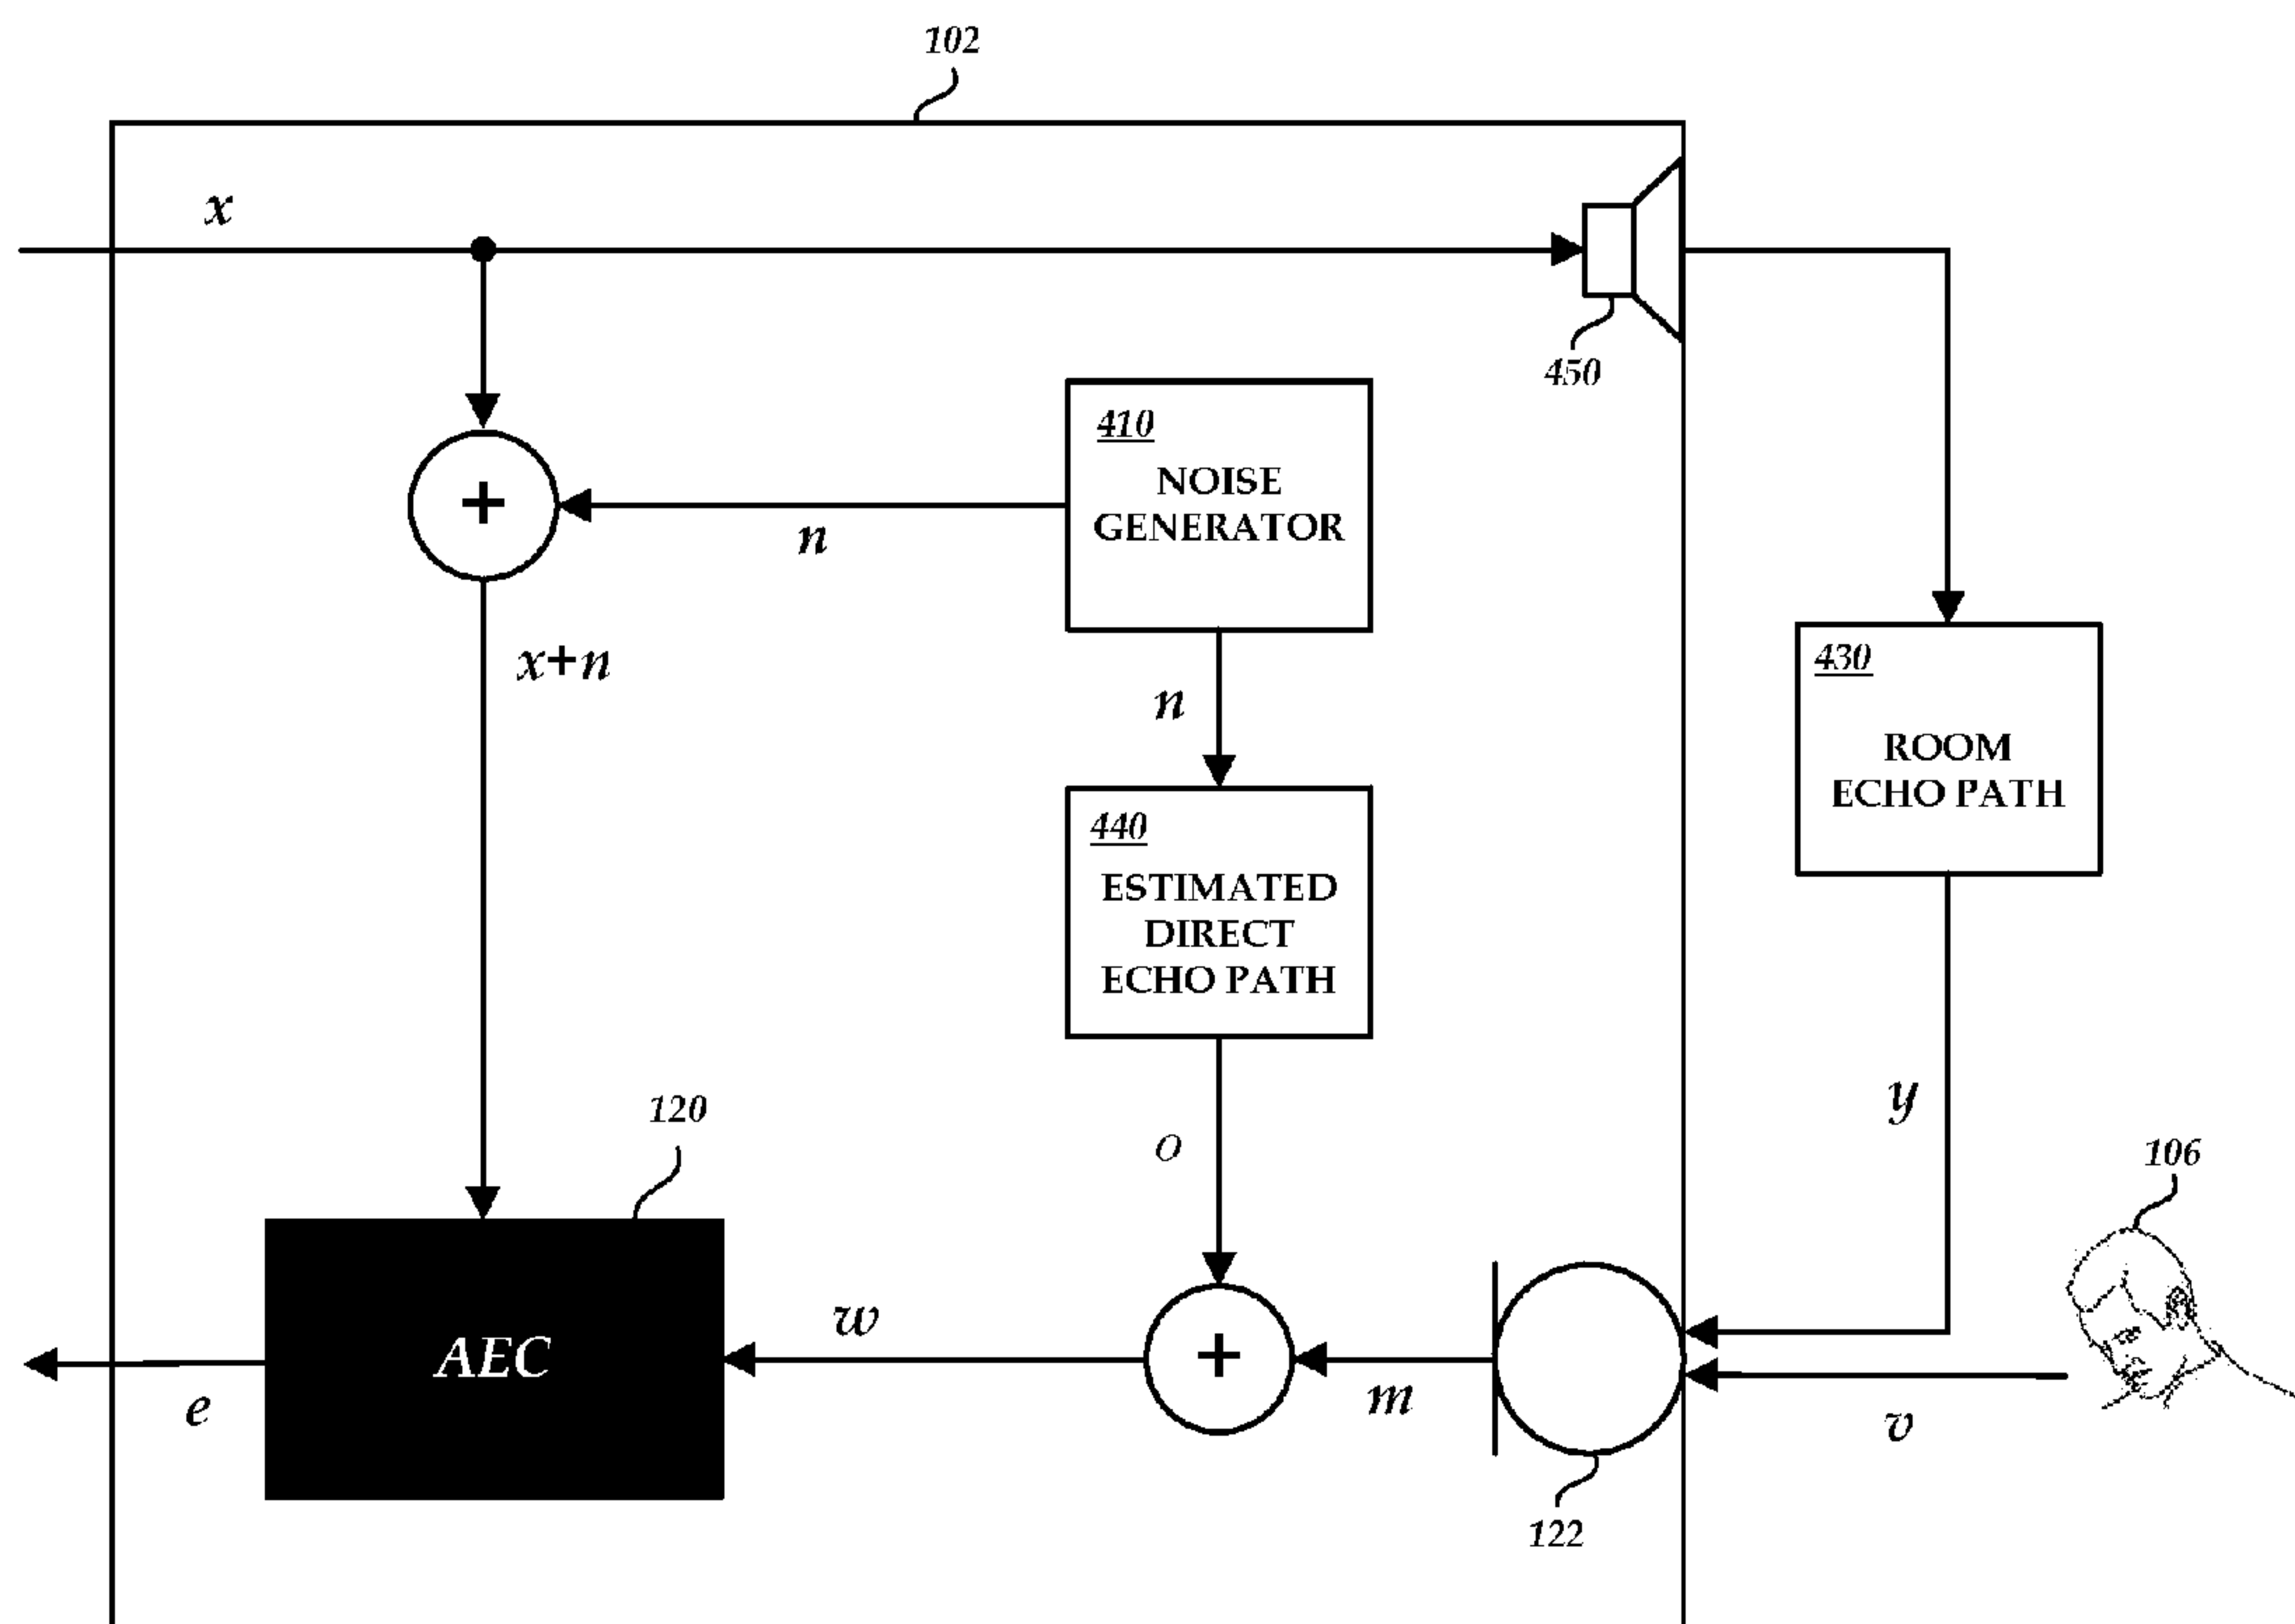 102
x
450
410
NOISE
GENERATOR
n
x+n
n
430
ROOM
ECHO PATH
440
ESTIMATED
DIRECT
ECHO PATH
120
o
y
106
+
+
AEC
w
m
e
v
122